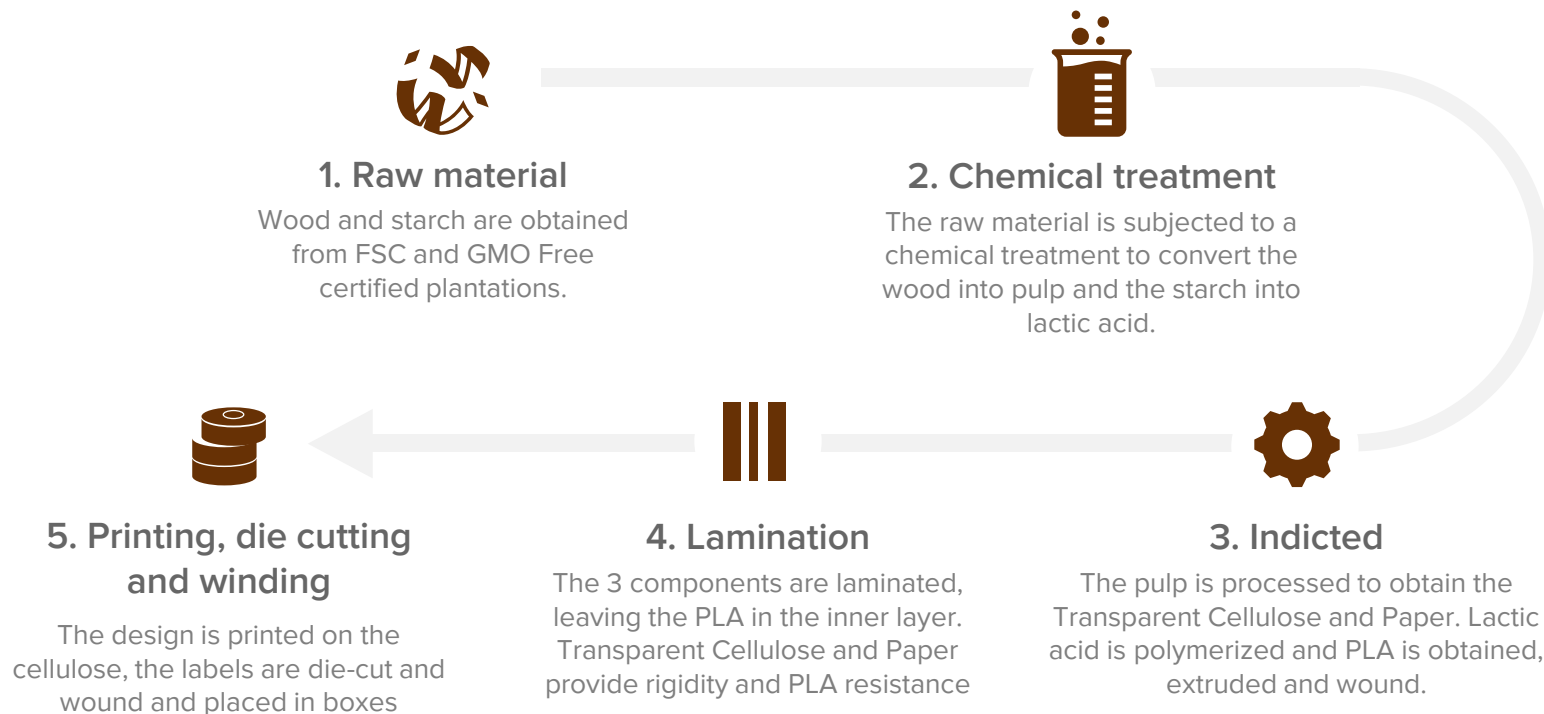 1. Raw material
Wood and starch are obtained
from FSC and GMO Free
certified plantations.
2. Chemical treatment
The raw material is subjected to a
chemical treatment to convert the
wood into pulp and the starch into
lactic acid.
3. Indicted
The pulp is processed to obtain the
Transparent Cellulose and Paper. Lactic
acid is polymerized and PLA is obtained,
extruded and wound.
4. Lamination
The 3 components are laminated,
leaving the PLA in the inner layer.
Transparent Cellulose and Paper
provide rigidity and PLA resistance
5. Printing, die cutting
and winding
The design is printed on the
cellulose, the labels are die-cut and
wound and placed in boxes